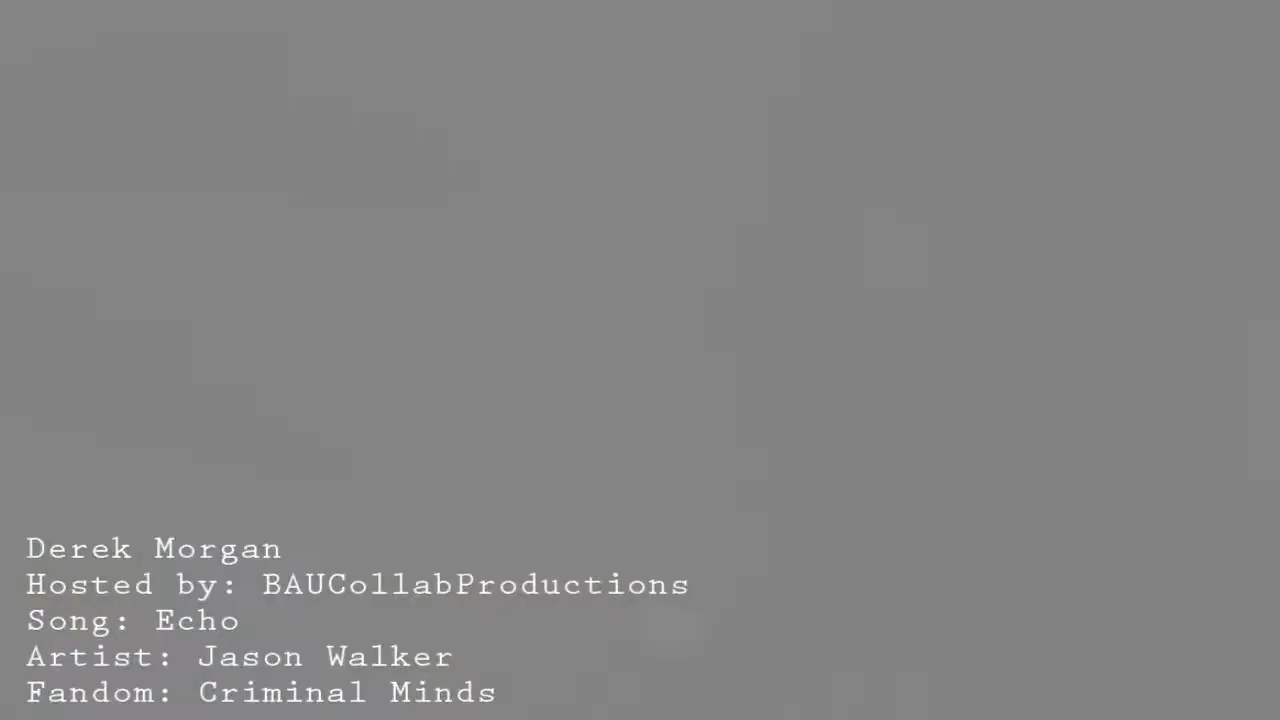 Derek Morgan
Hosted by: BAUCollabProductions
Song: Echo
Artist: Jason Walker
Fandom: Criminal Minds